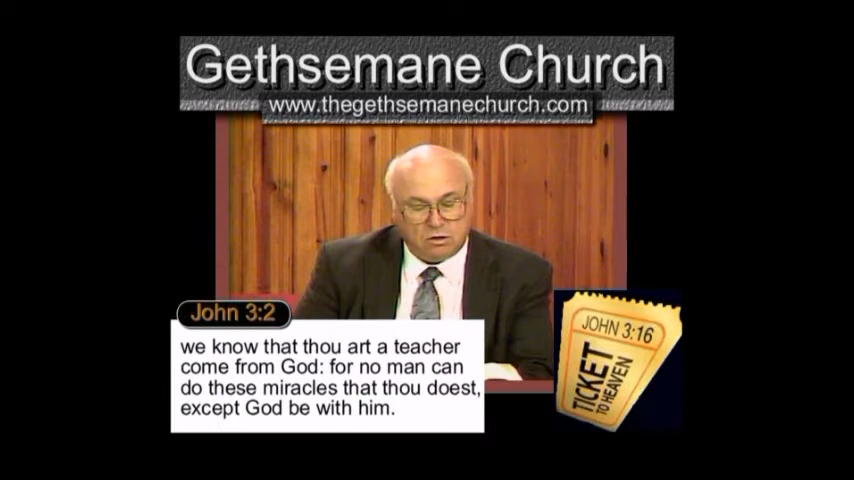 Gethsemane Church
www.thegethsemanechurch.com
John 3:2
we know that thou art a teacher
come from God: for no man can
do these miracles that thou doest,
except God be with him.
JOHN 3:16
TICKET
TO HEAVEN